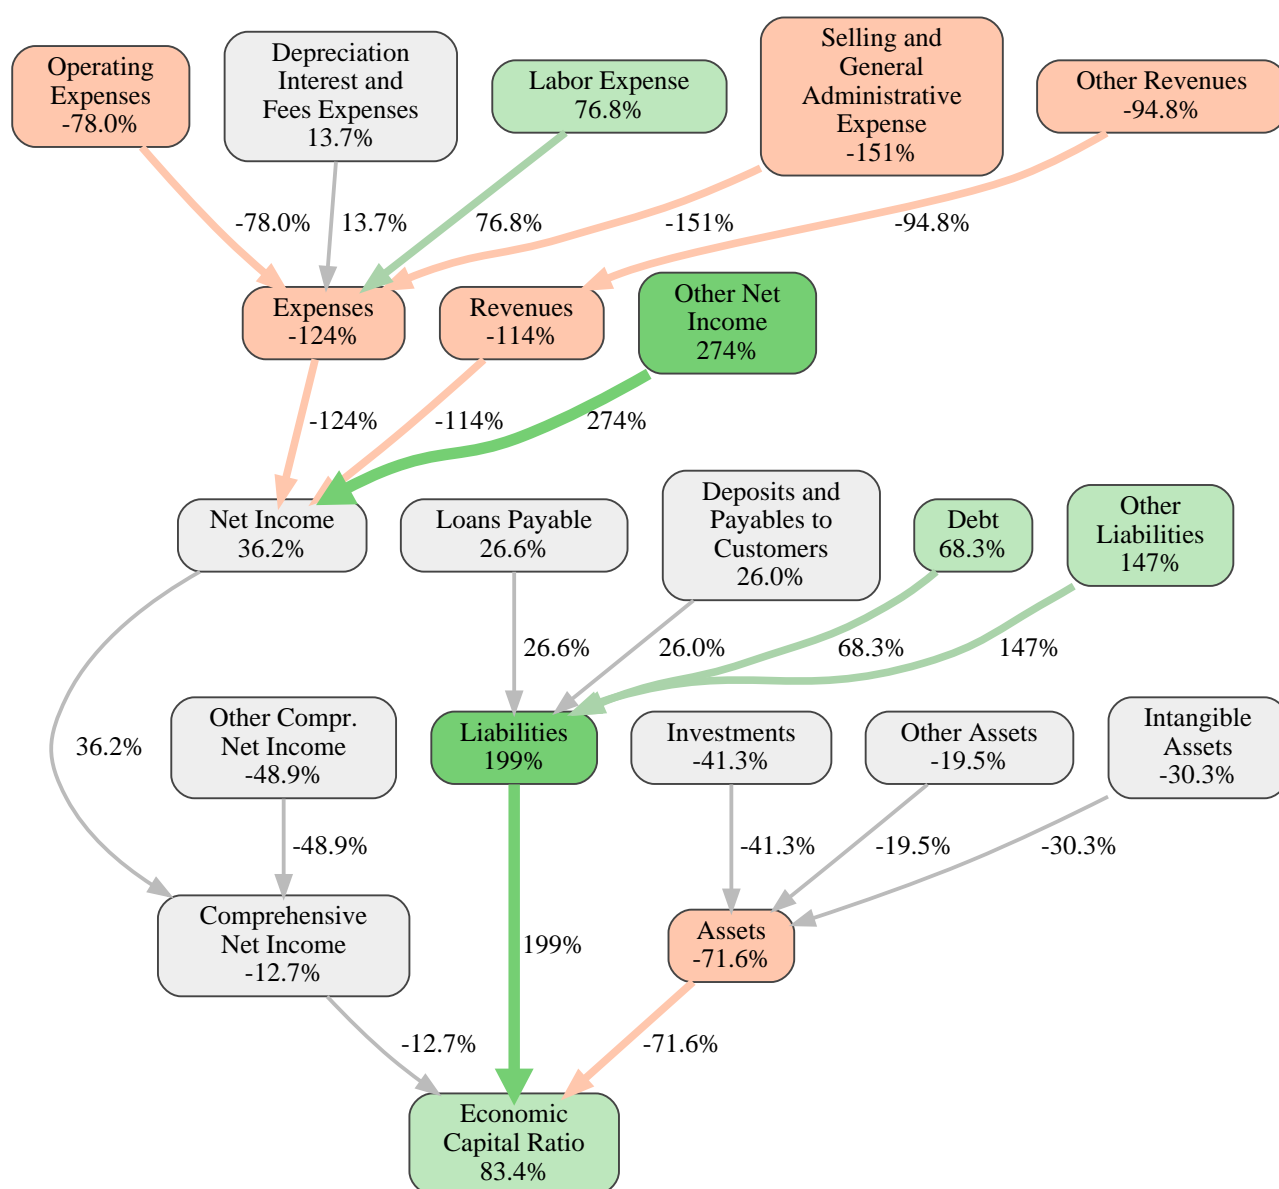 Operating
Expenses
-78.0%
Depreciation
Interest and
Fees Expenses
13.7%
Labor Expense
76.8%
Selling and
General
Administrative
Expense
-151%
Other Revenues
-94.8%
-78.0%
13.7%
76.8%
-151%
-94.8%
Expenses
-124%
Revenues
-114%
Other Net
Income
274%
-124%
-114%
274%
Net Income
36.2%
Loans Payable
26.6%
Deposits and
Payables to
Customers
26.0%
Debt
68.3%
Other
Liabilities
147%
26.6%
26.0%
68.3%
147%
36.2%
Other Compr.
Net Income
-48.9%
Liabilities
199%
Investments
-41.3%
Other Assets
-19.5%
Intangible
Assets
-30.3%
-48.9%
-41.3%
-19.5%
-30.3%
Comprehensive
Net Income
-12.7%
199%
Assets
-71.6%
-12.7%
-71.6%
Economic
Capital Ratio
83.4%